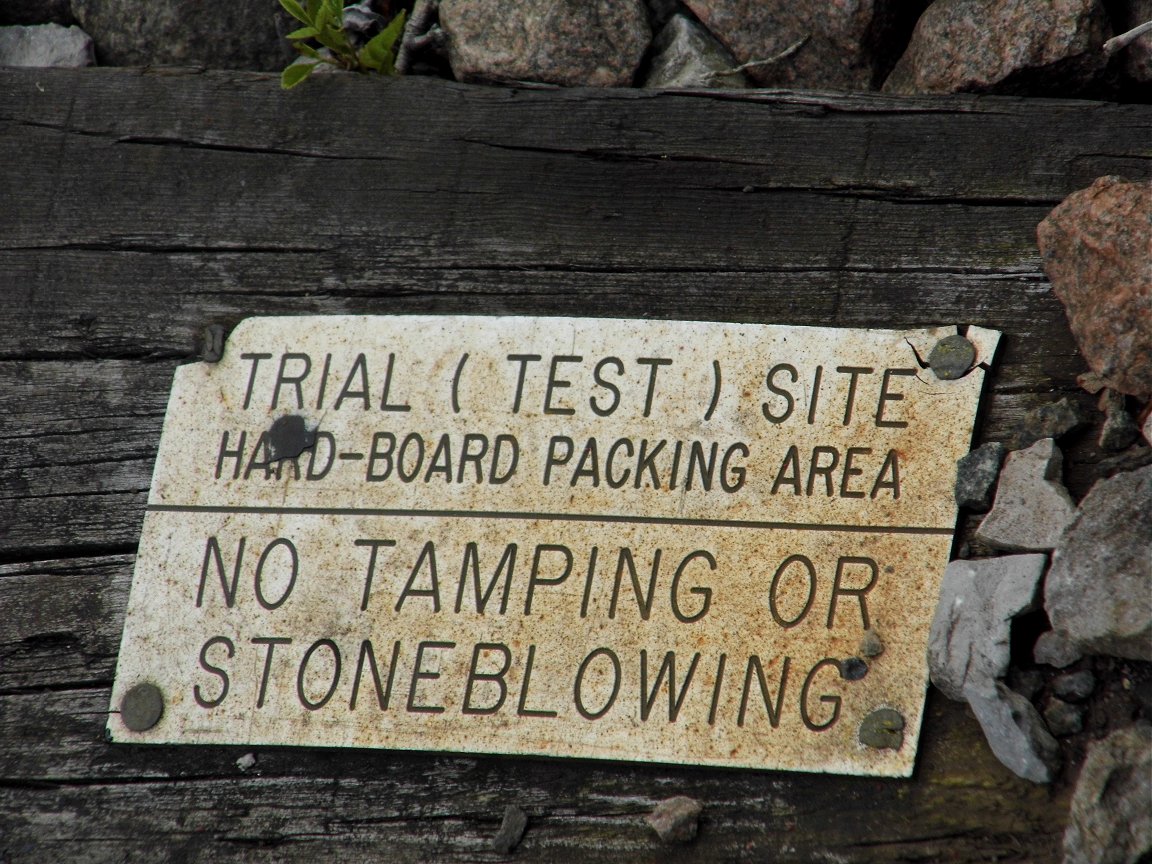 TRIAL ( TEST ) SITE
HARD-BOARD PACKING AREA
NO TAMPING OR
STONEBLOWING